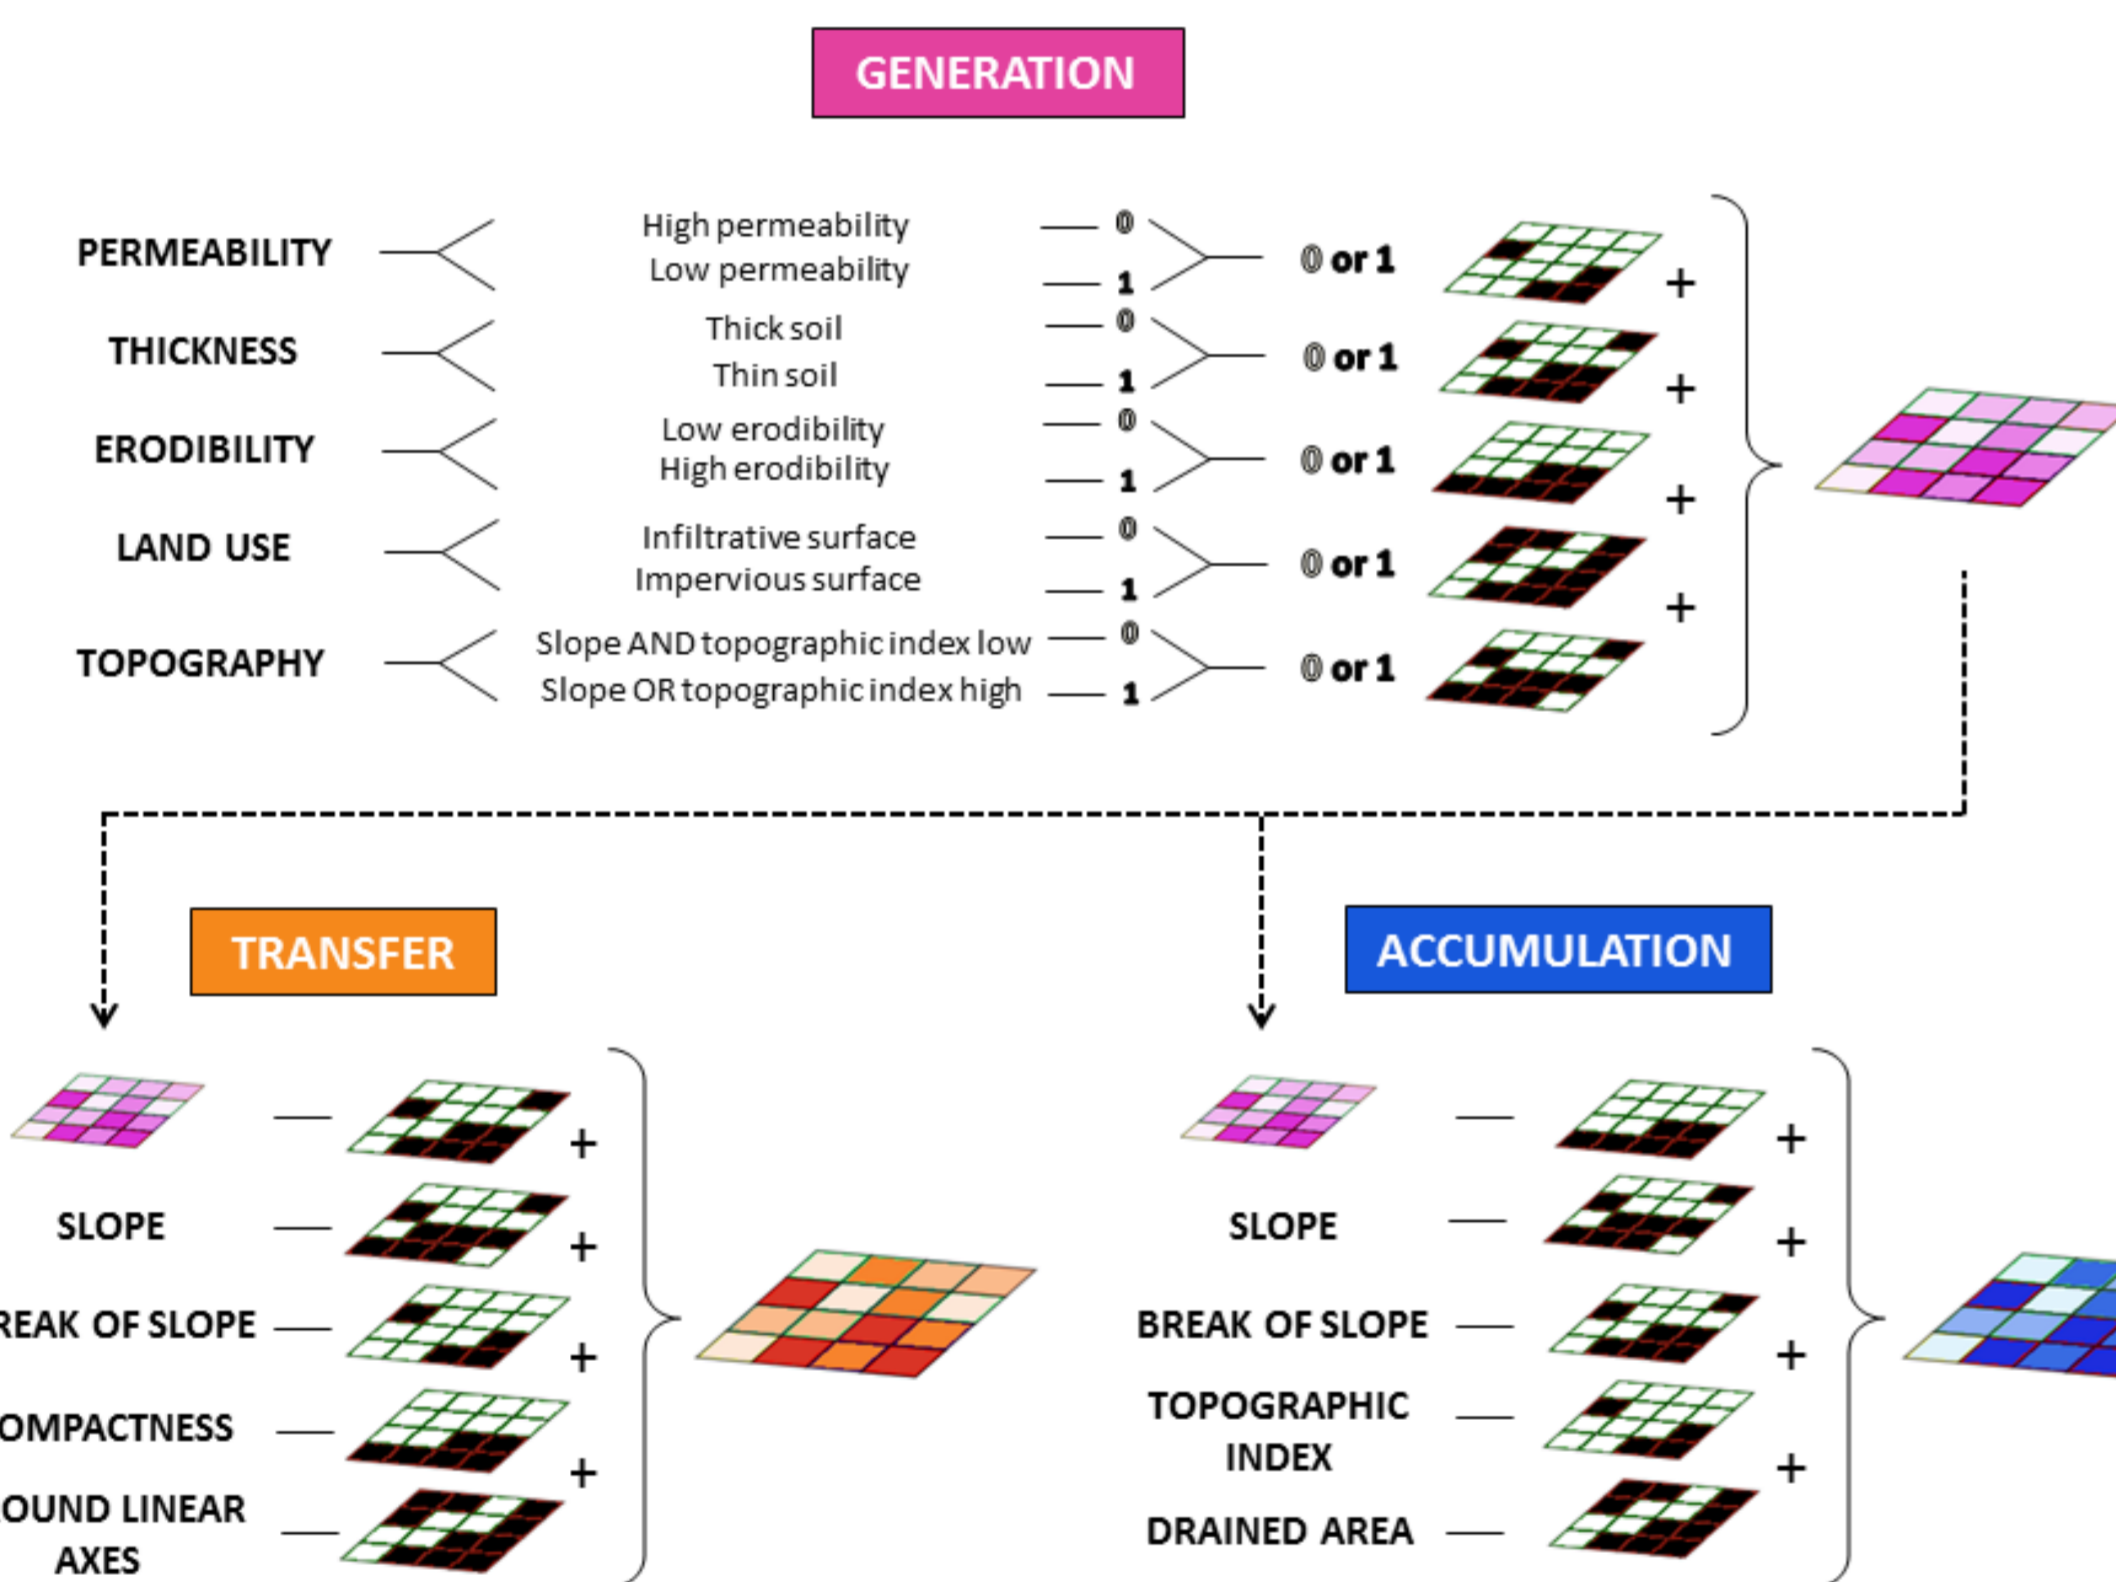 GENERATION
PERMEABILITY
High permeability
Low permeability
0
1
0 or 1
+
THICKNESS
Thick soil
Thin soil
0
1
0 or 1
+
ERODIBILITY
Low erodibility
High erodibility
0
1
0 or 1
+
LAND USE
Infiltrative surface
Impervious surface
0
1
0 or 1
+
TOPOGRAPHY
Slope AND topographic index low
Slope OR topographic index high
0
1
0 or 1
TRANSFER
+
SLOPE
+
REAK OF SLOPE
+
OMPACTNESS
+
OUND LINEAR
AXES
ACCUMULATION
+
SLOPE
+
BREAK OF SLOPE
+
TOPOGRAPHIC
INDEX
+
DRAINED AREA